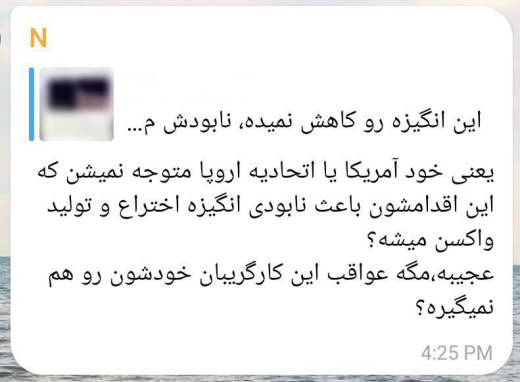 N
این انگیزه رو کاهش نمیده، نابودش م...
یعنی خود آمریکا یا اتحادیه اروپا متوجه نمیشن که
این اقدامشون باعث نابودی انگیزه اختراع و تولید
واکسن میشه؟
عجیبه،مگه عواقب این کارگریبان خودشون رو هم
نمیگیره؟
4:25 PM